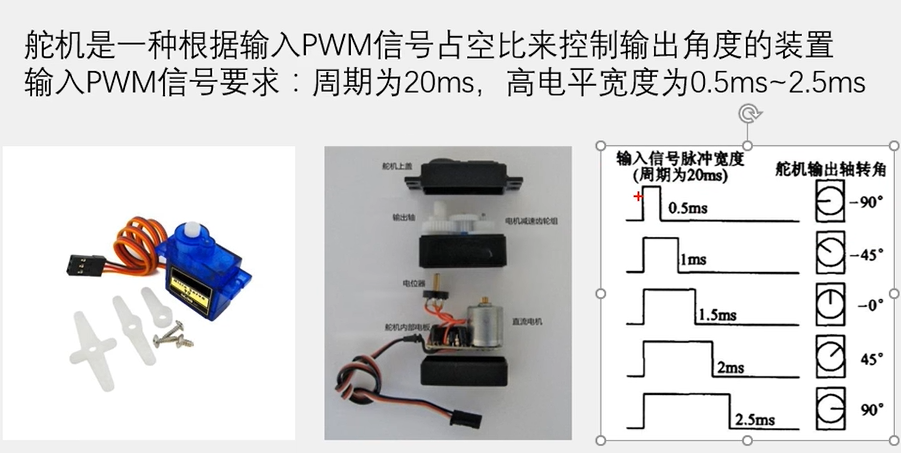 舵机是一种根据输入PWM信号占空比来控制输出角度的装置
输入PWM信号要求：周期为20ms，高电平宽度为0.5ms~2.5ms
舵机上盖
输出轴
电机减速齿轮组
电位器
舵机内部电板
直流电机
输入信号脉冲宽度
(周期为20ms)
舵机输出轴转角
0.5ms
−90°
1ms
−45°
1.5ms
−0°
2ms
45°
2.5ms
90°